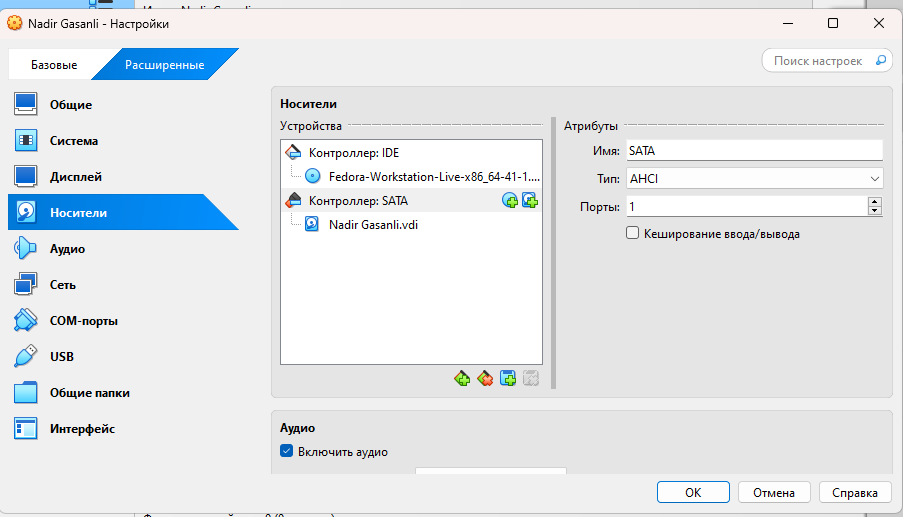 Nadir Gasanli - Настройки
Базовые
Расширенные
Поиск настроек
Общие
Система
Дисплей
Носители
Аудио
Сеть
COM-порты
USB
Общие папки
Интерфейс
Носители
Устройства
Контроллер: IDE
Fedora-Workstation-Live-x86_64-41-1....
Контроллер: SATA
Nadir Gasanli.vdi
Атрибуты
Имя: SATA
Тип: AHCI
Порты: 1
Кеширование ввода/вывода
Аудио
Включить аудио
OK
Отмена
Справка